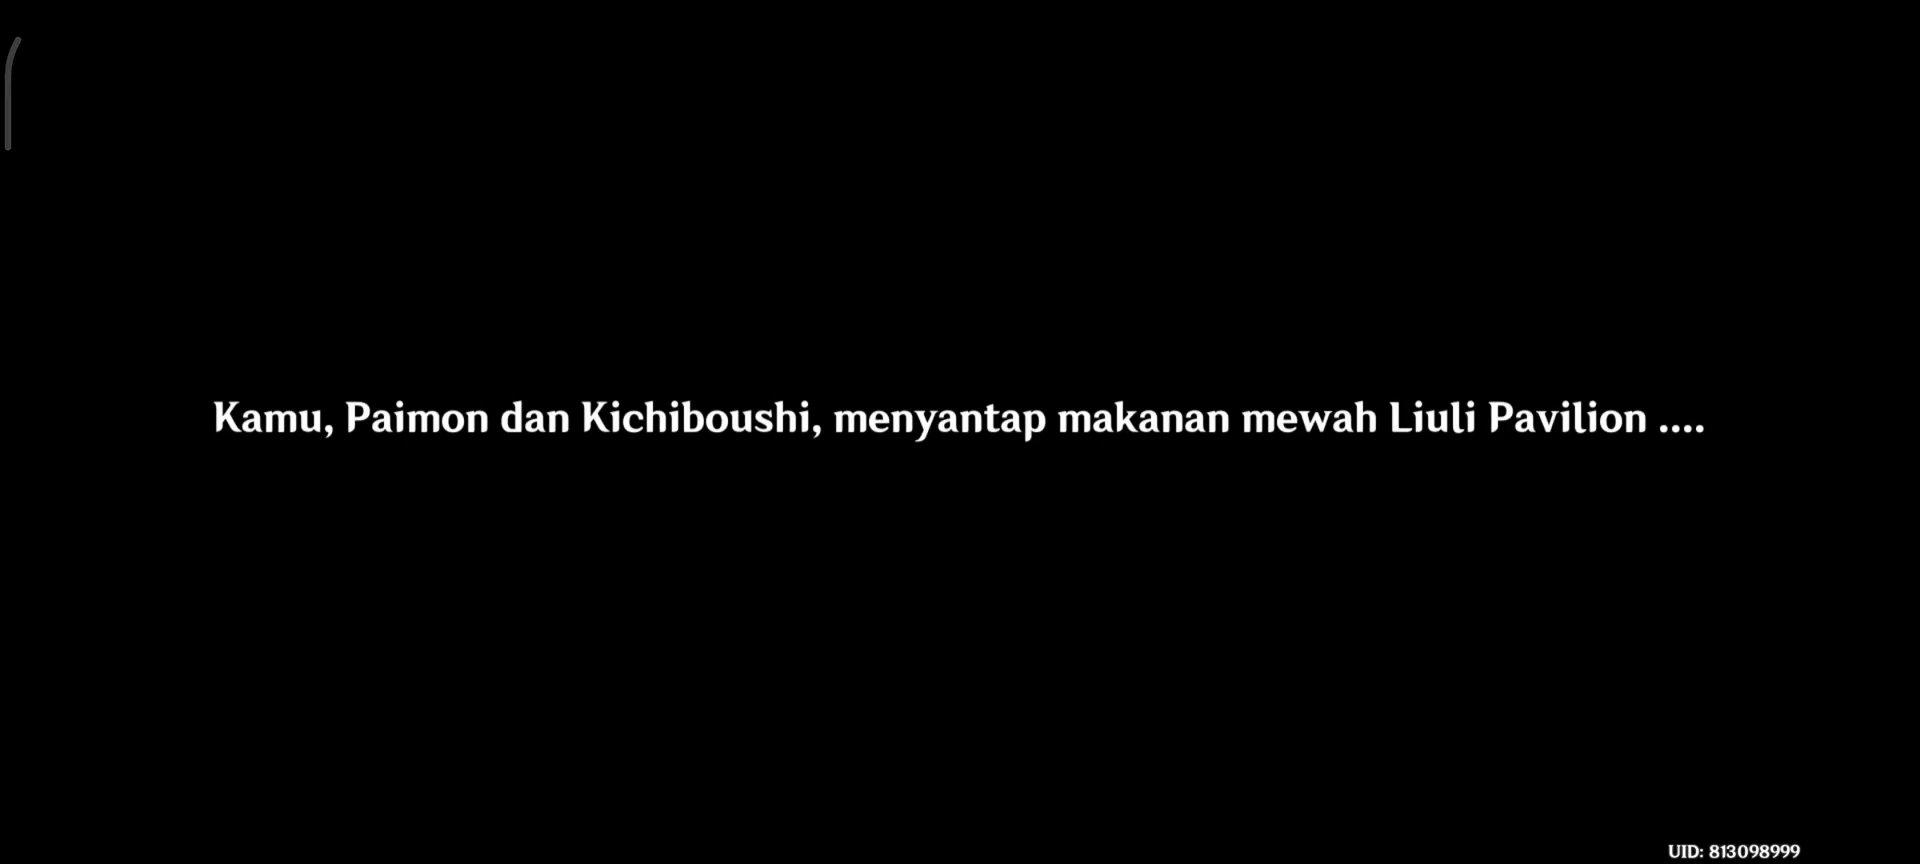 Kamu, Paimon dan Kichiboushi, menyantap makanan mewah Liuli Pavilion ....
UID: 813098999